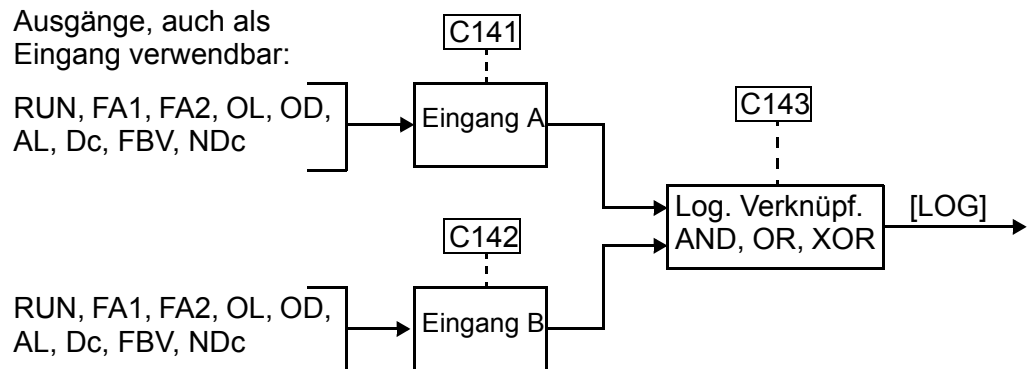 Ausgänge, auch als
Eingang verwendbar:
RUN, FA1, FA2, OL, OD,
AL, Dc, FBV, NDc
C141
Eingang A
C143
Log. Verknüpf.
AND, OR, XOR
[LOG]
C142
RUN, FA1, FA2, OL, OD,
AL, Dc, FBV, NDc
Eingang B